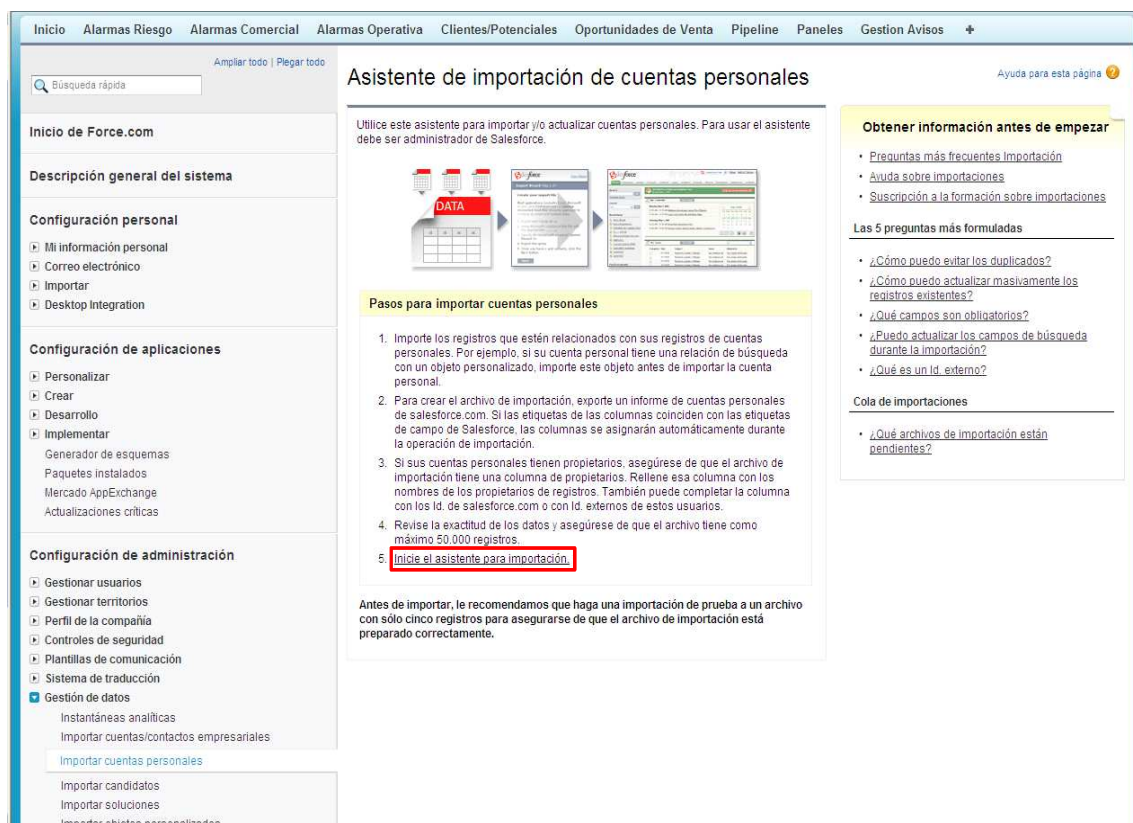 Inicio Alarmas Riesgo Alarmas Comercial Alarmas Operativa Clientes/Potenciales Oportunidades de Venta Pipeline Paneles Gestion Avisos +
Ampliar todo | Plegar todo
Búsqueda rápida
Inicio de Force.com
Descripción general del sistema
Configuración personal
Mi información personal
Correo electrónico
Importar
Desktop Integration
Configuración de aplicaciones
Personalizar
Crear
Desarrollo
Implementar
Generador de esquemas
Paquetes instalados
Mercado AppExchange
Actualizaciones críticas
Configuración de administración
Gestionar usuarios
Gestionar territorios
Perfil de la compañía
Controles de seguridad
Plantillas de comunicación
Sistema de traducción
Gestión de datos
Instantáneas analíticas
Importar cuentas/contactos empresariales
Importar cuentas personales
Importar candidatos
Importar soluciones
Importar objetos personalizados
Asistente de importación de cuentas personales
Ayuda para esta página
Utilice este asistente para importar y/o actualizar cuentas personales. Para usar el asistente
debe ser administrador de Salesforce.
DATA
Pasos para importar cuentas personales
1. Importe los registros que estén relacionados con sus registros de cuentas
personales. Por ejemplo, si su cuenta personal tiene una relación de búsqueda
con un objeto personalizado, importe este objeto antes de importar la cuenta
personal.
2. Para crear el archivo de importación, exporte un informe de cuentas personales
de salesforce.com. Si las etiquetas de las columnas coinciden con las etiquetas
de campo de Salesforce, las columnas se asignarán automáticamente durante
la operación de importación.
3. Si sus cuentas personales tienen propietarios, asegúrese de que el archivo de
importación tiene una columna de propietarios. Rellene esa columna con los
nombres de los propietarios de registros. También puede completar la columna
con los Id. de salesforce.com o con Id. externos de estos usuarios.
4. Revise la exactitud de los datos y asegúrese de que el archivo tiene como
máximo 50.000 registros.
5. Inicie el asistente para importación.
Antes de importar, le recomendamos que haga una importación de prueba a un archivo
con sólo cinco registros para asegurarse de que el archivo de importación está
preparado correctamente.
Obtener información antes de empezar
• Preguntas más frecuentes Importación
• Ayuda sobre importaciones
• Suscripción a la formación sobre importaciones
Las 5 preguntas más formuladas
• ¿Cómo puedo evitar los duplicados?
• ¿Cómo puedo actualizar masivamente los
registros existentes?
• ¿Qué campos son obligatorios?
• ¿Puedo actualizar los campos de búsqueda
durante la importación?
• ¿Qué es un Id. externo?
Cola de importaciones
• ¿Qué archivos de importación están
pendientes?